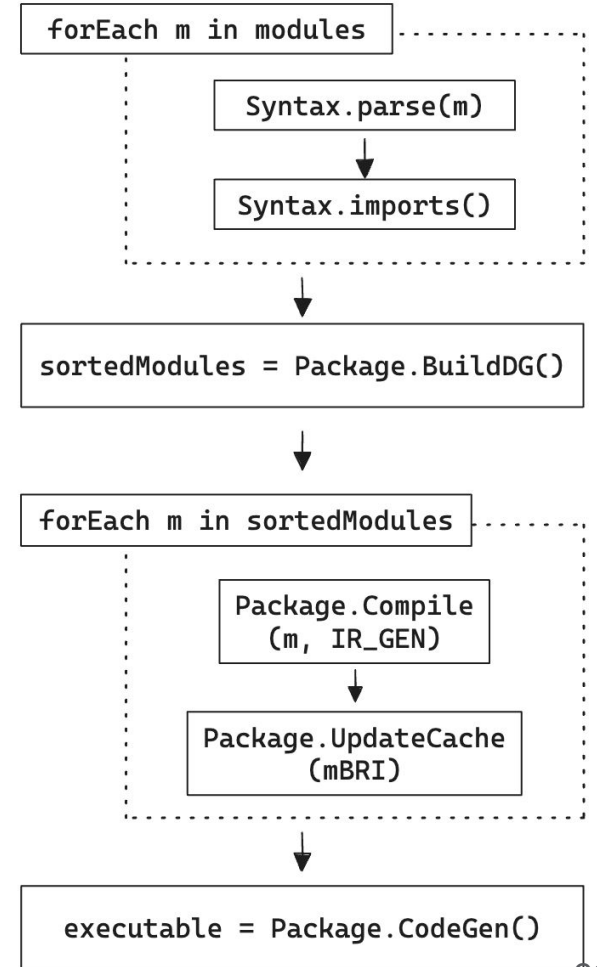 forEach m in modules
Syntax.parse(m)
Syntax.imports()
sortedModules = Package.BuildDG()
forEach m in sortedModules
Package.Compile
(m, IR_GEN)
Package.UpdateCache
(mBRI)
executable = Package.CodeGen()